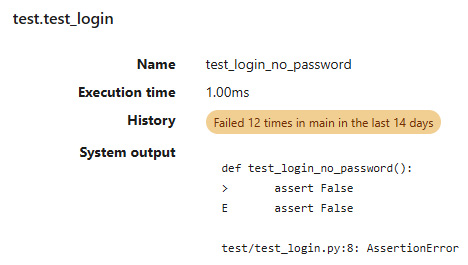 test.test_login
Name test_login_no_password
Execution time 1.00ms
History Failed 12 times in main in the last 14 days
System output
def test_login_no_password():
>       assert False
E       assert False
test/test_login.py:8: AssertionError